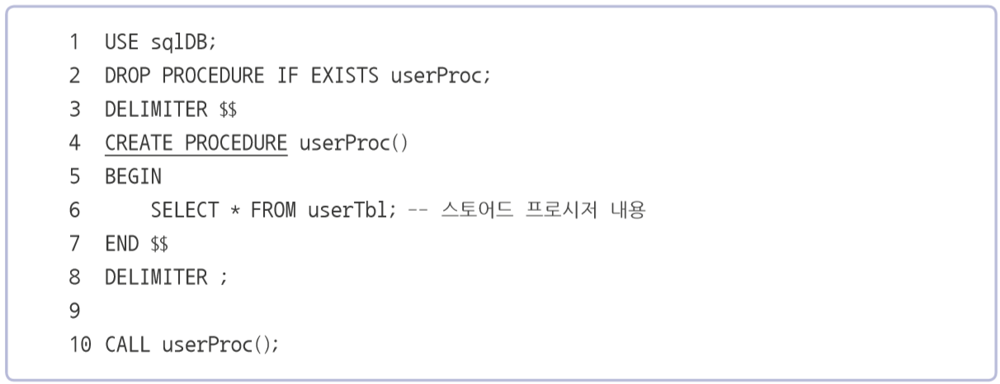 1 USE sqlDB;
2 DROP PROCEDURE IF EXISTS userProc;
3 DELIMITER $$
4 CREATE PROCEDURE userProc()
5 BEGIN
6 SELECT * FROM userTbl; -- 스토어드 프로시저 내용
7 END $$
8 DELIMITER ;
9
10 CALL userProc();